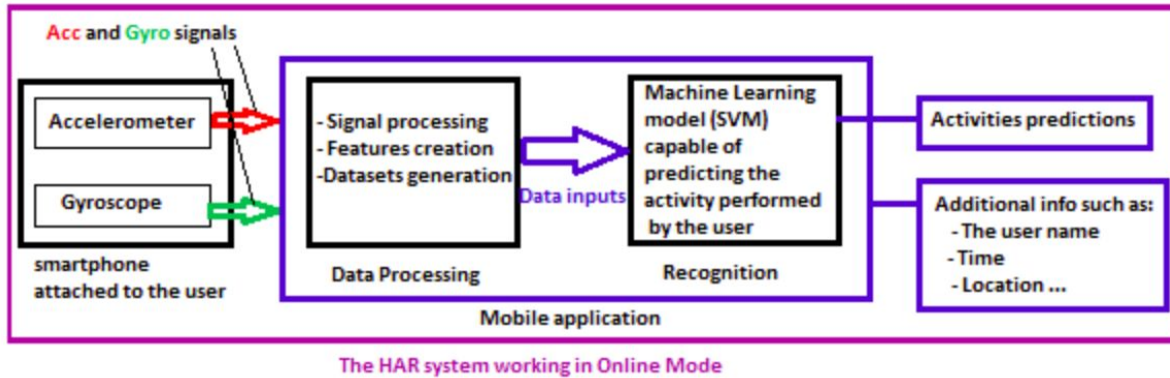 Acc and Gyro signals
Accelerometer
Gyroscope
smartphone
attached to the user
- Signal processing
- Features creation
-Datasets generation
Data Processing
Data inputs
Machine Learning
model (SVM)
capable of
predicting the
activity performed
by the user
Recognition
Mobile application
Activities predictions
Additional info such as:
- The user name
- Time
- Location ...
The HAR system working in Online Mode